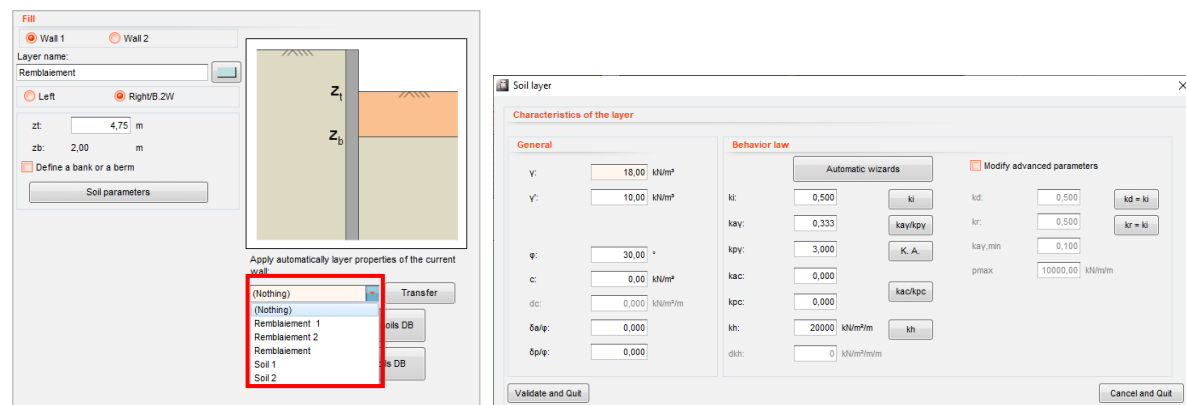 Fill
Wall 1 Wall 2
Layer name:
Remblaiement
Left Right/B.2W
zt: 4,75 m
zb: 2,00 m
Define a bank or a berm
Soil parameters
Zt
Zb
Apply automatically layer properties of the current
wall:
(Nothing) Transfer
(Nothing)
Remblaiement 1
Remblaiement 2
Remblaiement
Soil 1
Soil 2
oils DB
ils DB
Soil layer
Characteristics of the layer
General
γ: 18,00 kN/m³
γ': 10,00 kN/m³
φ: 30,00 °
c: 0,00 kN/m²
dc: 0,000 kN/m²/m
δa/φ: 0,000
δp/φ: 0,000
Behavior law
Automatic wizards
ki: 0,500 ki
kaγ: 0,333 kaγ/kpγ
kpγ: 3,000 K. A.
kac: 0,000
kac/kpc
kpc: 0,000
kh: 20000 kN/m²/m kh
dkh: 0 kN/m²/m/m
Modify advanced parameters
kd: 0,500 kd = ki
kr: 0,500 kr = ki
kaγ,min 0,100
pmax 10000,00 kN/m/m
Validate and Quit
Cancel and Quit